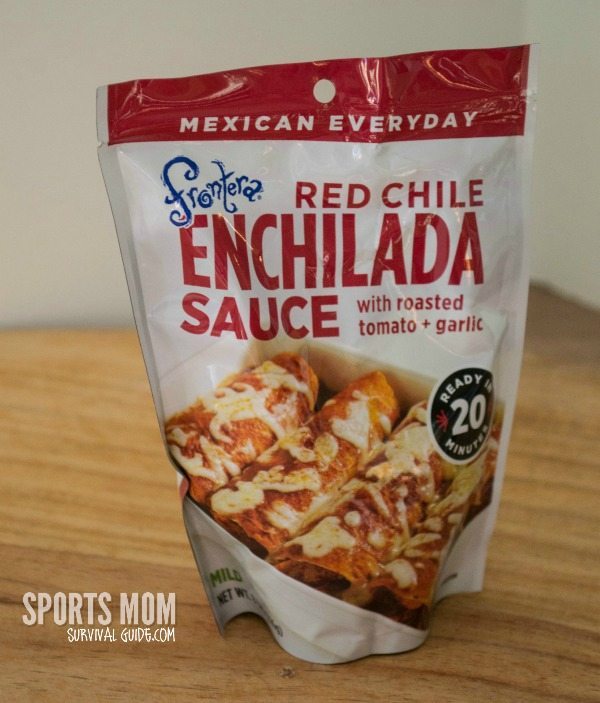 MEXICAN EVERYDAY
frontera®
RED CHILE
ENCHILADA
SAUCE
with roasted
tomato + garlic
READY IN
20
MINUTES
MILD
NET
SPORTS MOM
SURVIVAL GUIDE.COM